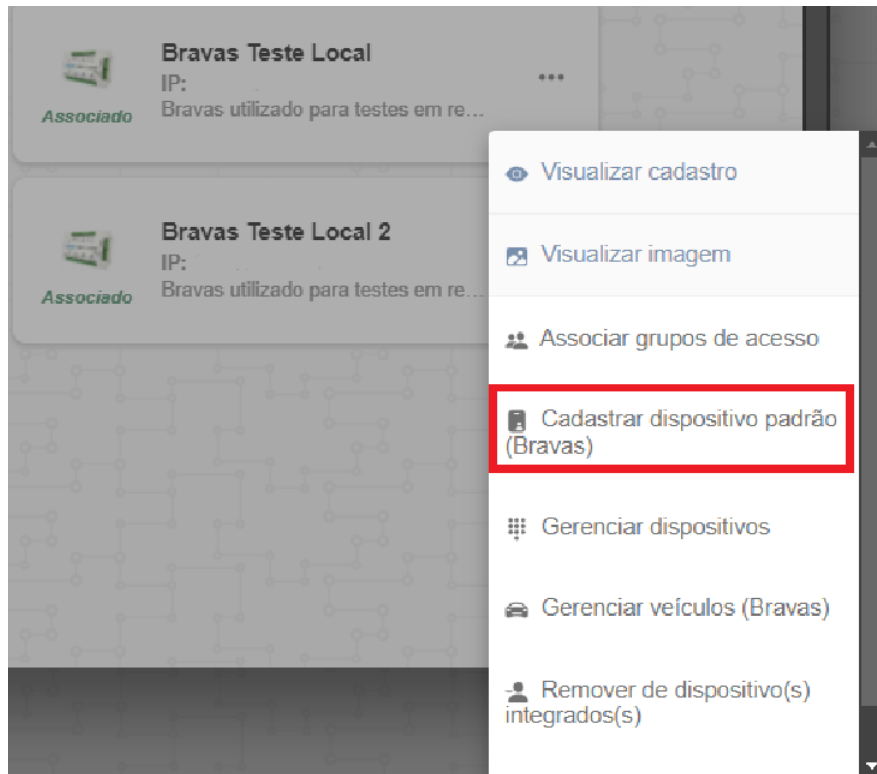 Bravas Teste Local
IP:
Associado
Bravas utilizado para testes em re...
Bravas Teste Local 2
IP:
Associado
Bravas utilizado para testes em re...
Visualizar cadastro
Visualizar imagem
Associar grupos de acesso
Cadastrar dispositivo padrão
(Bravas)
Gerenciar dispositivos
Gerenciar veículos (Bravas)
Remover de dispositivo(s)
integrados(s)